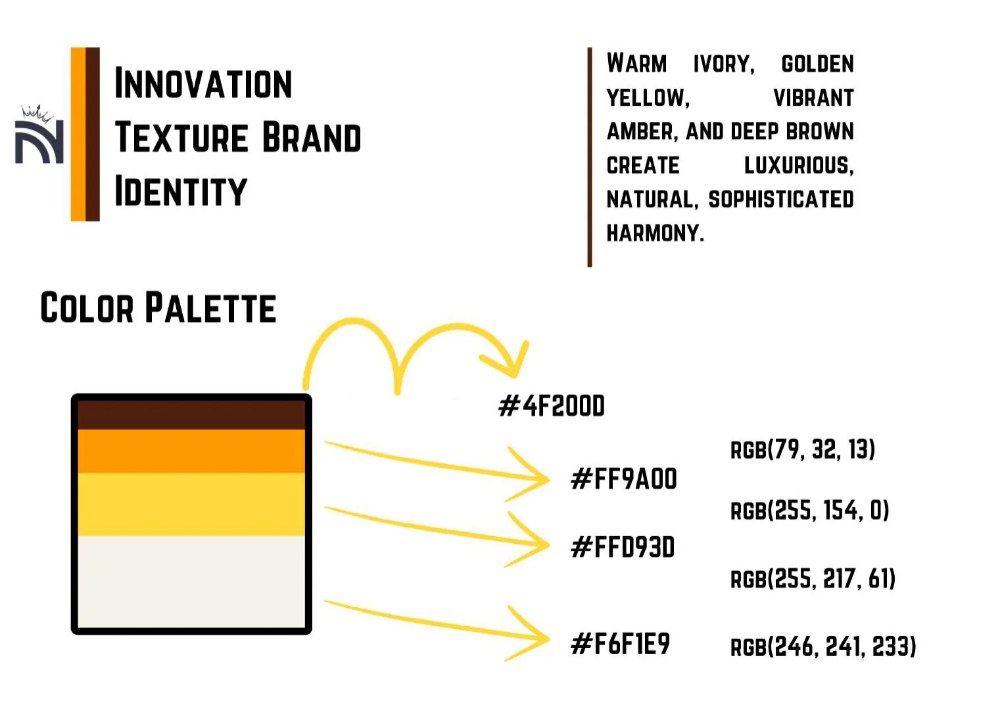 Innovation
Texture Brand
Identity
Warm ivory, golden
yellow, vibrant
amber, and deep brown
create luxurious,
natural, sophisticated
harmony.
Color Palette
#4F200D
#FF9A00
#FFD93D
#F6F1E9
RGB(79, 32, 13)
RGB(255, 154, 0)
RGB(255, 217, 61)
RGB(246, 241, 233)